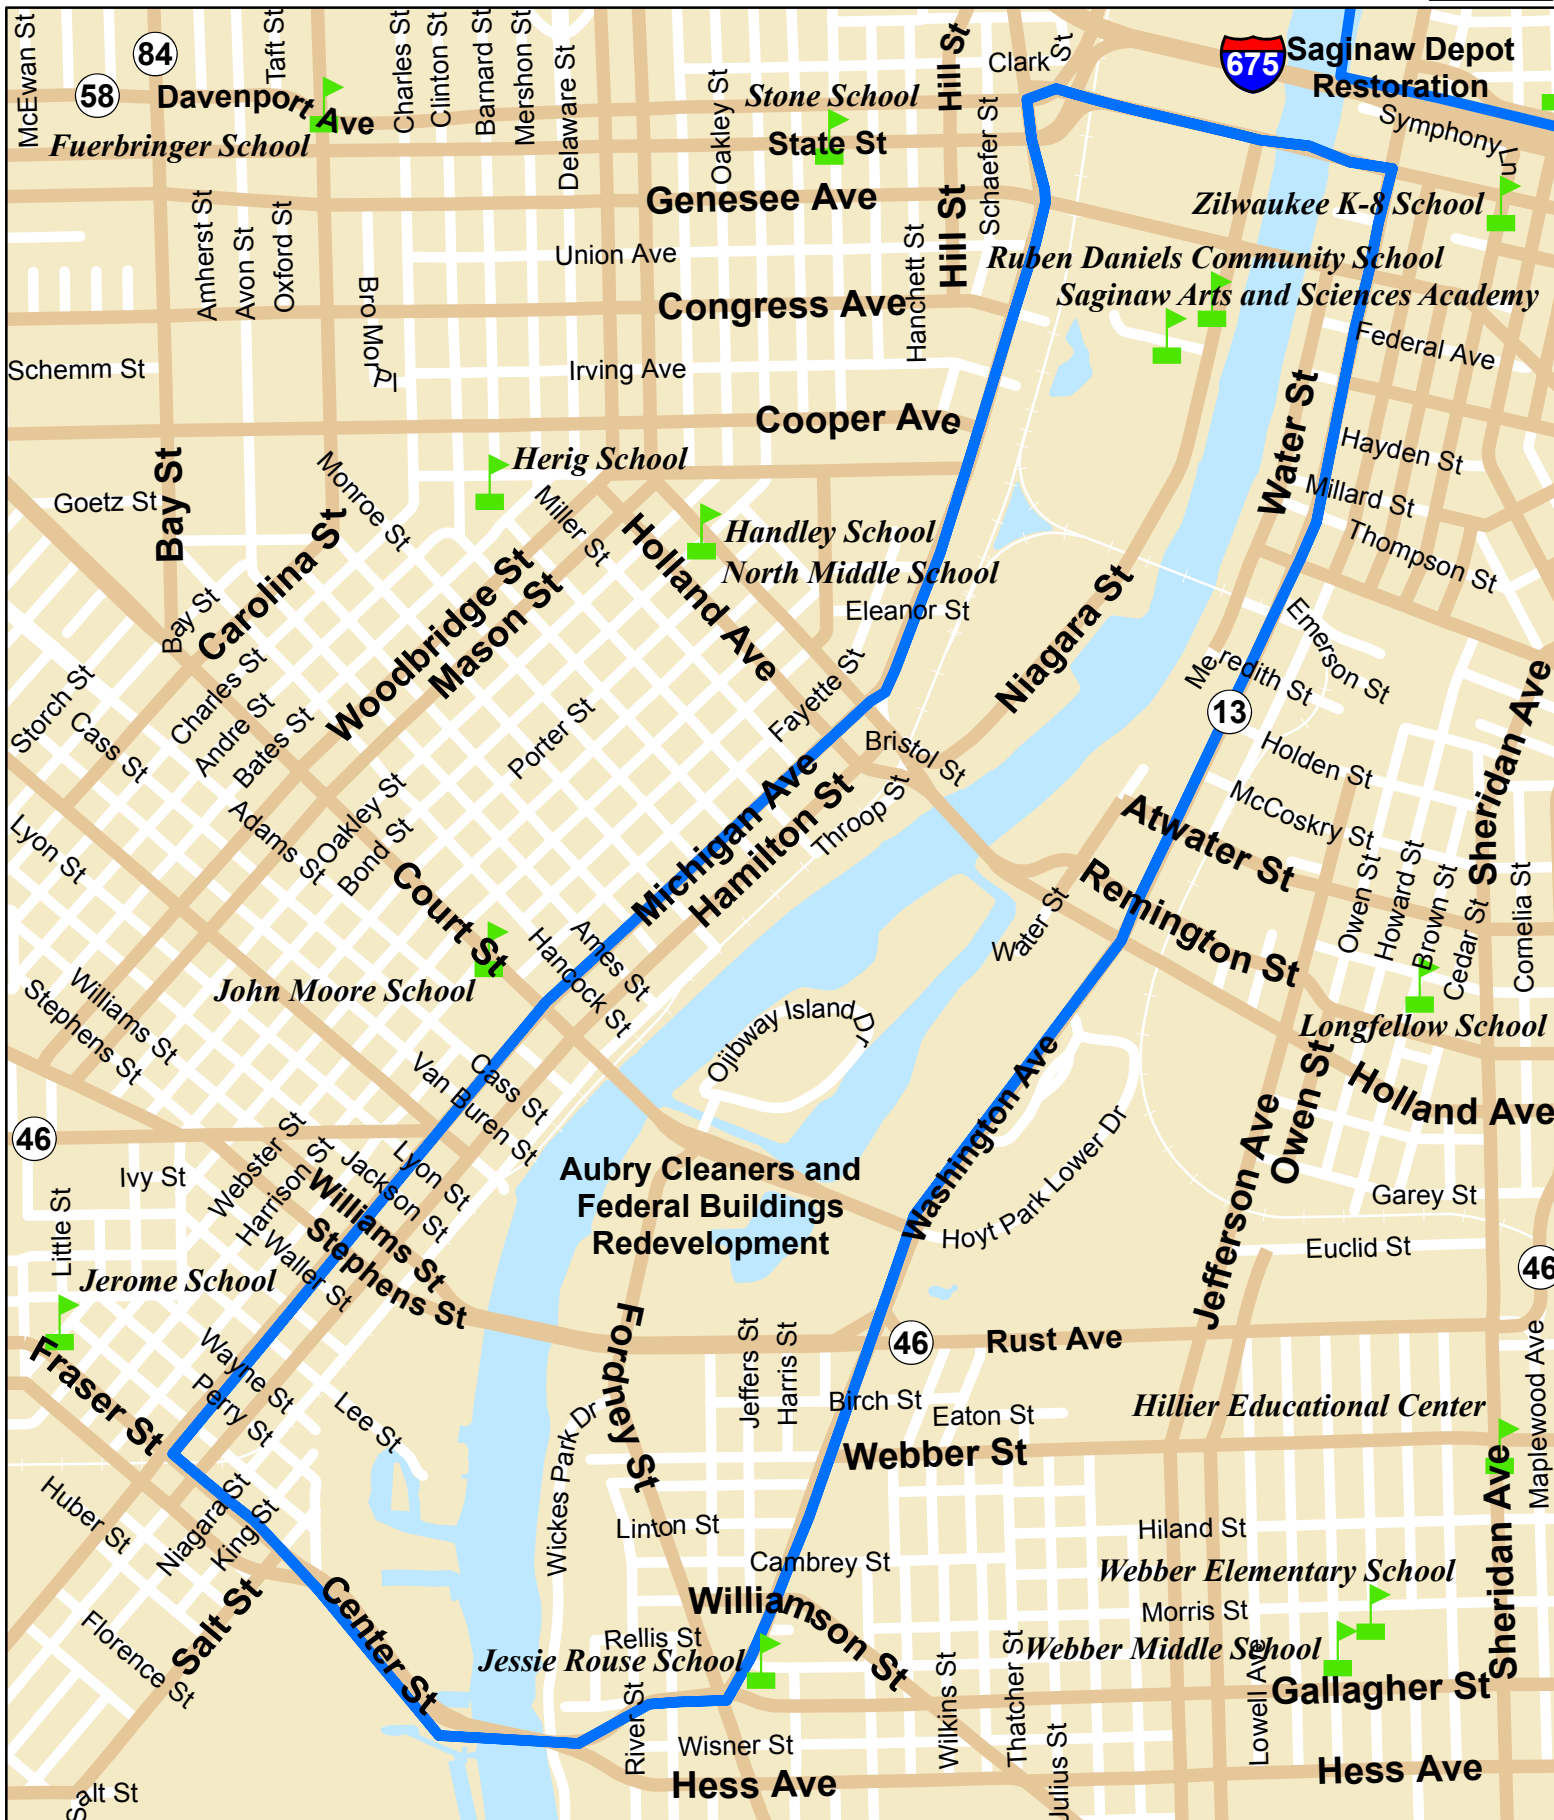 McEwan St
84
58
Taft St
Charles St
Clinton St
Barnard St
Mershon St
Delaware St
Davenport Ave
Fuerbringer School
Oakley St
Stone School
State St
Hill St
Clark St
675
Saginaw Depot
Restoration
Symphony Ln
Schaefer St
Genesee Ave
Hill St
Zilwaukee K-8 School
Amherst St
Avon St
Oxford St
Union Ave
Hanchett St
Ruben Daniels Community School
Saginaw Arts and Sciences Academy
Bro Mor Pl
Congress Ave
Federal Ave
Schemm St
Irving Ave
Cooper Ave
Water St
Hayden St
Bay St
Monroe St
Herig School
Goetz St
Miller St
Millard St
Thompson St
Carolina St
Holland Ave
Handley School
North Middle School
Woodbridge St
Mason St
Eleanor St
Niagara St
Bay St
Emerson St
Meredith St
Storch St
Cass St
Charles St
Andre St
Bates St
Fayette St
13
Sheridan Ave
Porter St
Bristol St
Holden St
Michigan Ave
Hamilton St
Throop St
McCoskry St
Atwater St
Lyon St
Adams St
Oakley St
Bond St
Court St
Remington St
Owen St
Howard St
Brown St
Cedar St
Cornelia St
Water St
Ames St
Hancock St
John Moore School
Williams St
Stephens St
Longfellow School
Ojibway Island Dr
Van Buren St
Cass St
Washington Ave
Owen St
Holland Ave
46
Webster St
Harrison St
Lyon St
Jackson St
Ivy St
Aubry Cleaners and
Federal Buildings
Redevelopment
Hoyt Park Lower Dr
Jefferson Ave
Garey St
Little St
Williams St
Stephens St
Waller St
Euclid St
46
Jerome School
Fordney St
Jeffers St
Harris St
46
Rust Ave
Maplewood Ave
Fraser St
Wayne St
Perry St
Lee St
Birch St
Eaton St
Hillier Educational Center
Webber St
Wickes Park Dr
Huber St
Niagara St
King St
Linton St
Hiland St
Sheridan Ave
Cambrey St
Webber Elementary School
Center St
Williamson St
Morris St
Salt St
Florence St
Rellis St
Jessie Rouse School
Webber Middle School
River St
Wilkins St
Thatcher St
Lowell Ave
Gallagher St
Wisner St
Julius St
Hess Ave
Hess Ave
Salt St